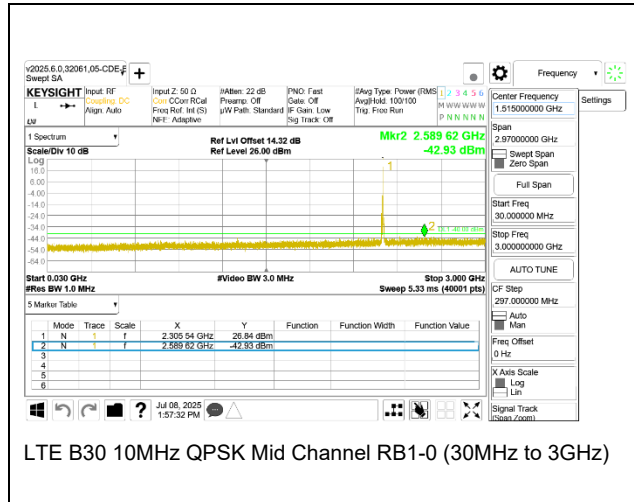 v2025.6.0,32061,05-CDE-E
Swept SA
KEYSIGHT Input: RF Input Z: 50 Ω #Atten: 22 dB PNO: Fast #Avg Type: Power (RMS 1 2 3 4 5 6
L Coupling: DC Corr CCorr RCal Preamp: Off Gate: Off Avg|Hold: 100/100 M W W W W W
Align: Auto Freq Ref: Int (S) µW Path: Standard IF Gain: Low Trig: Free Run
NFE: Adaptive Sig Track: Off P N N N N N
1 Spectrum
Ref Lvl Offset 14.32 dB Mkr2 2.589 62 GHz
Scale/Div 10 dB Ref Level 26.00 dBm -42.93 dBm
Log
16.0
6.00
-4.00
-14.0
-24.0
-34.0
-44.0
-54.0
-64.0
1
2
Start 0.030 GHz #Video BW 3.0 MHz Stop 3.000 GHz
#Res BW 1.0 MHz Sweep 5.33 ms (40001 pts)
5 Marker Table
Mode Trace Scale X Y Function Function Width Function Value
1 N 1 f 2.305 54 GHz 26.84 dBm
2 N 1 f 2.589 62 GHz -42.93 dBm
3
4
5
6
Jul 08, 2025
1:57:32 PM
Frequency
Settings
Center Frequency
1.515000000 GHz
Span
2.97000000 GHz
Swept Span
Zero Span
Full Span
Start Freq
30.000000 MHz
Stop Freq
3.000000000 GHz
AUTO TUNE
CF Step
297.000000 MHz
Auto
Man
Freq Offset
0 Hz
X Axis Scale
Log
Lin
Signal Track
(Span Zoom)
LTE B30 10MHz QPSK Mid Channel RB1-0 (30MHz to 3GHz)